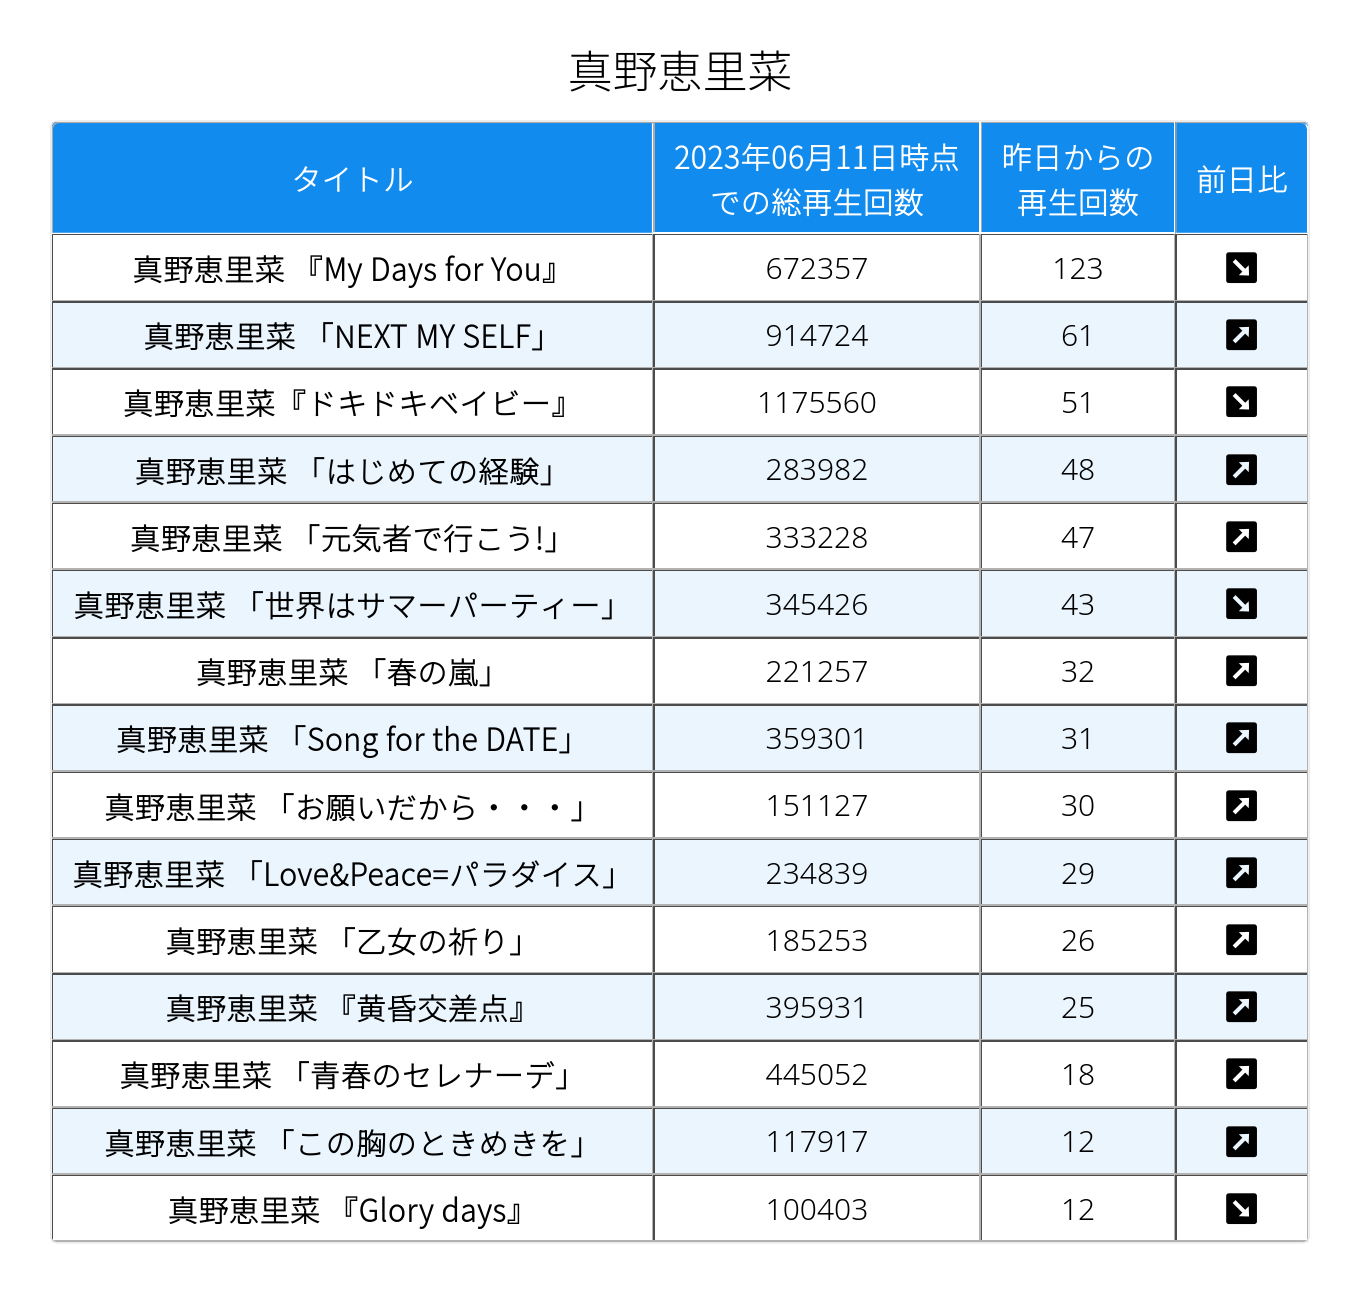 真野恵里菜
タイトル 2023年06月11日時点での総再生回数 昨日からの再生回数 前日比
真野恵里菜 『My Days for You』 672357 123 ↘
真野恵里菜 「NEXT MY SELF」 914724 61 ↗
真野恵里菜『ドキドキベイビー』 1175560 51 ↘
真野恵里菜 「はじめての経験」 283982 48 ↗
真野恵里菜 「元気者で行こう!」 333228 47 ↗
真野恵里菜 「世界はサマーパーティー」 345426 43 ↘
真野恵里菜 「春の嵐」 221257 32 ↗
真野恵里菜 「Song for the DATE」 359301 31 ↗
真野恵里菜 「お願いだから・・・」 151127 30 ↗
真野恵里菜 「Love&Peace=パラダイス」 234839 29 ↗
真野恵里菜 「乙女の祈り」 185253 26 ↗
真野恵里菜 『黄昏交差点』 395931 25 ↗
真野恵里菜 「青春のセレナーデ」 445052 18 ↗
真野恵里菜 「この胸のときめきを」 117917 12 ↗
真野恵里菜 『Glory days』 100403 12 ↘